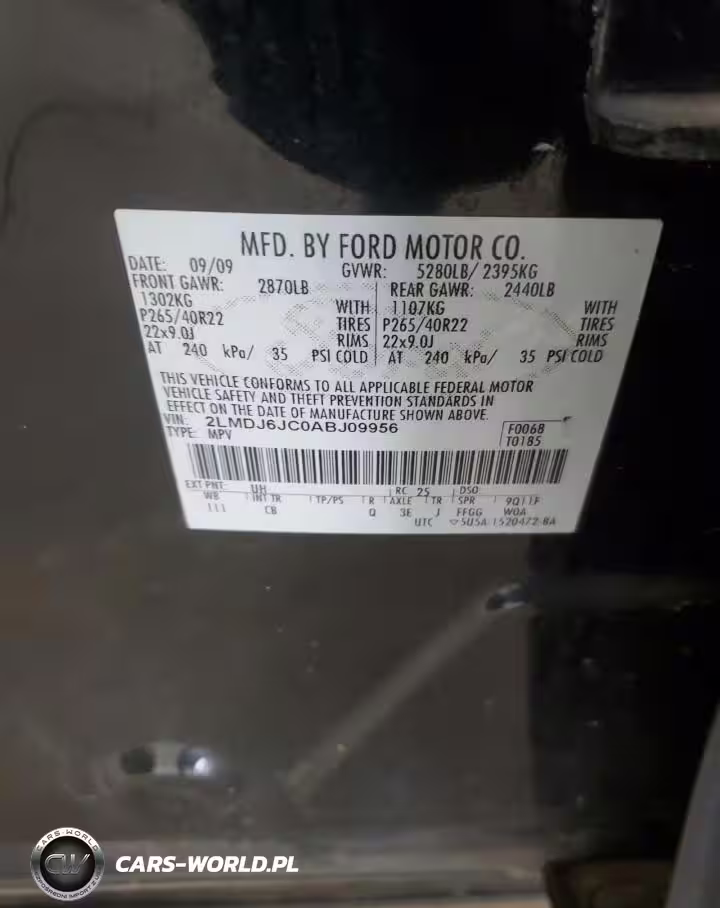 MFD. BY FORD MOTOR CO.
DATE: 09/09 GVWR: 5280LB/ 2395KG
FRONT GAWR: 2870LB REAR GAWR: 2440LB
1302KG WITH 1107KG WITH
P265/40R22 TIRES P265/40R22 TIRES
22x9.0J RIMS 22x9.0J RIMS
AT 240 kPa/ 35 PSI COLD AT 240 kPa/ 35 PSI COLD
THIS VEHICLE CONFORMS TO ALL APPLICABLE FEDERAL MOTOR
VEHICLE SAFETY AND THEFT PREVENTION STANDARDS IN
EFFECT ON THE DATE OF MANUFACTURE SHOWN ABOVE.
VIN: 2LMDJ6JC0ABJ09956 F0068
TYPE: MPV T0185
EXT PNT: UH RC: 25 DSO:
WB INT TR TP/PS R AXLE TR SPR 9Q11F
111 CB Q 3E J FFGG W0A
UTC 5U5A-1520472-BA
CARS-WORLD
CW
CARS-WORLD.PL